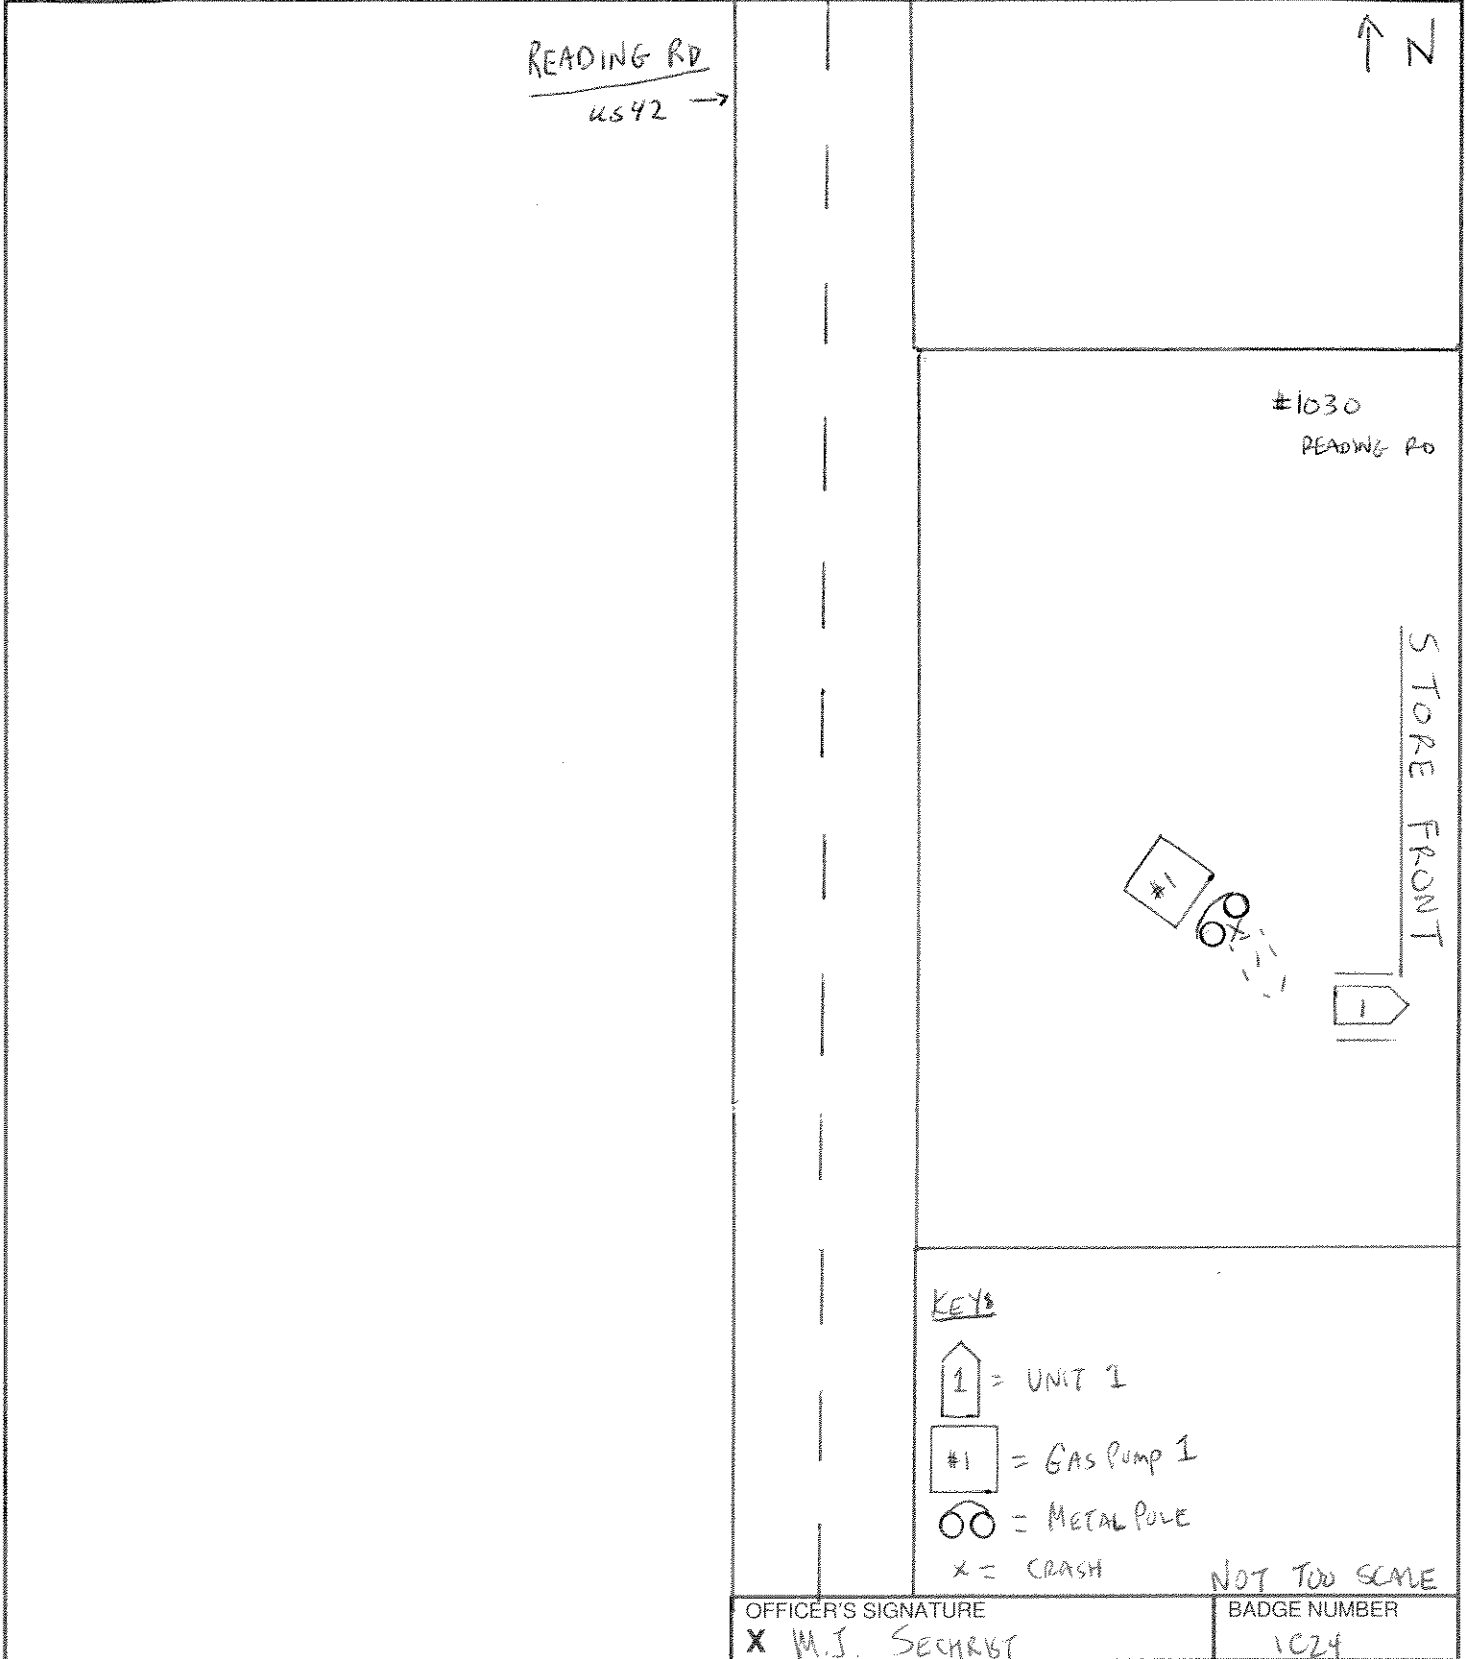 READING RD
US42 →
↑ N
#1030
READING RD
STORE FRONT
#1
1
KEY:
1 = UNIT 1
#1 = GAS PUMP 1
= METAL POLE
X = CRASH
NOT TOO SCALE
OFFICER'S SIGNATURE
X M.J. SECHRIST
BADGE NUMBER
1C24